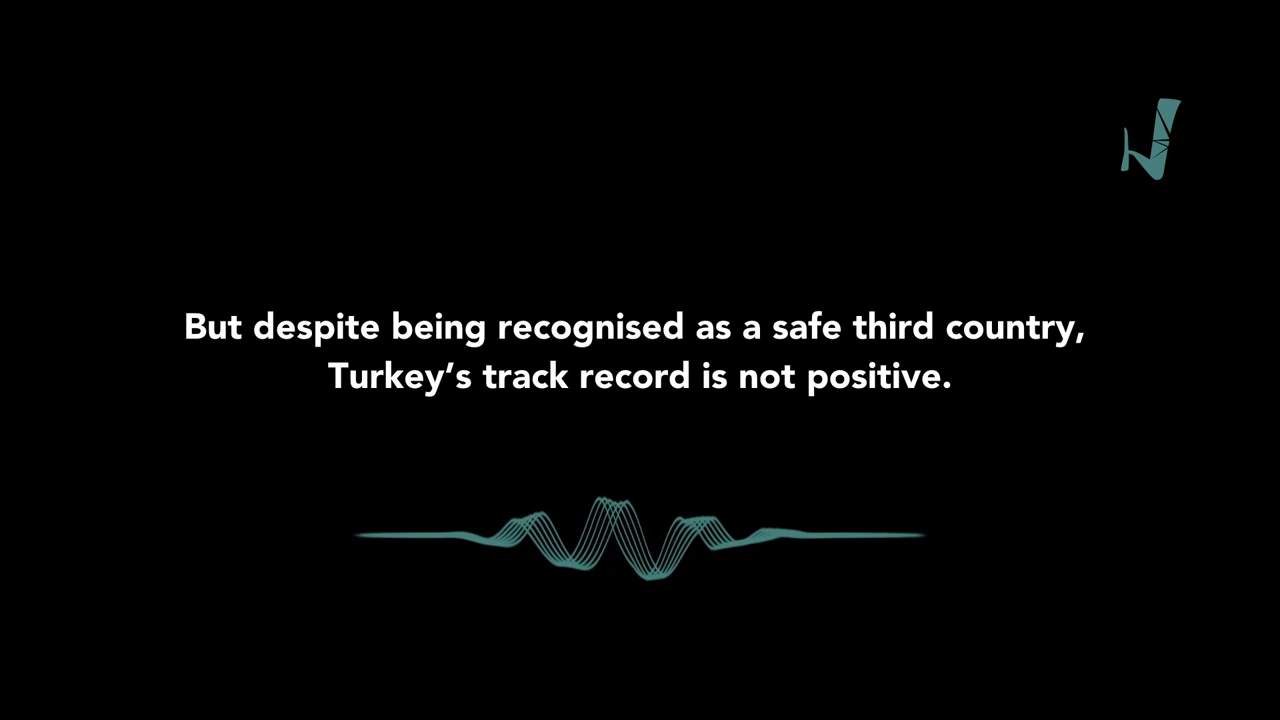 But despite being recognised as a safe third country,
Turkey’s track record is not positive.